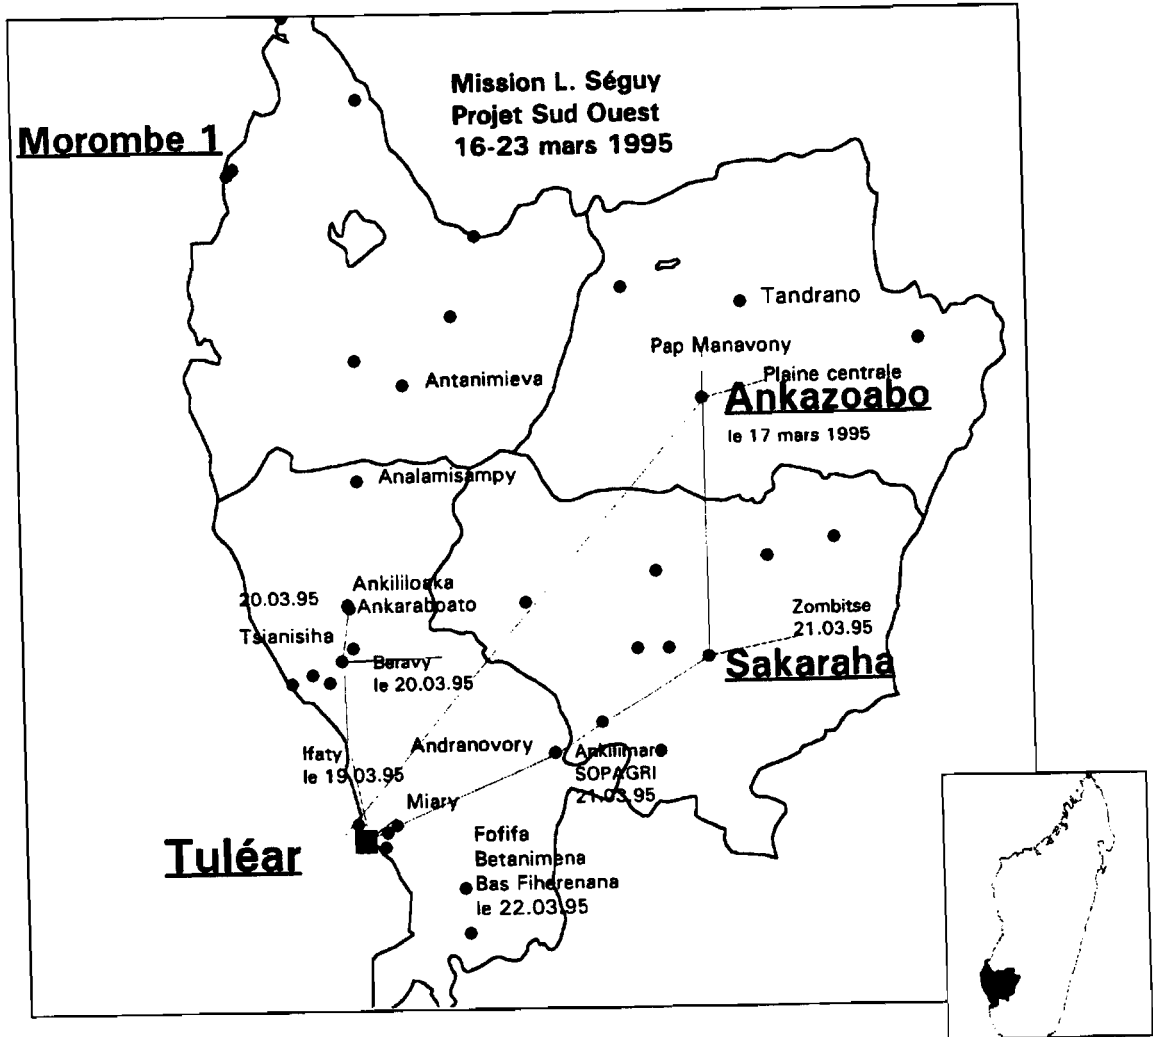 Mission L. Séguy
Projet Sud Ouest
16-23 mars 1995
Morombe 1
Tandrano
Pap Manavony
Plaine centrale
Antanimieva
Ankazoabo
le 17 mars 1995
Analamisampy
Ankililoaka
20.03.95
Ankaraboato
Zombitse
21.03.95
Tsianisiha
Beravy
le 20.03.95
Sakaraha
Andranovory
Ifaty
le 19.03.95
Ankilimare
SOPAGRI
21.03.95
Miary
Tuléar
Fofifa
Betanimena
Bas Fiherenana
le 22.03.95